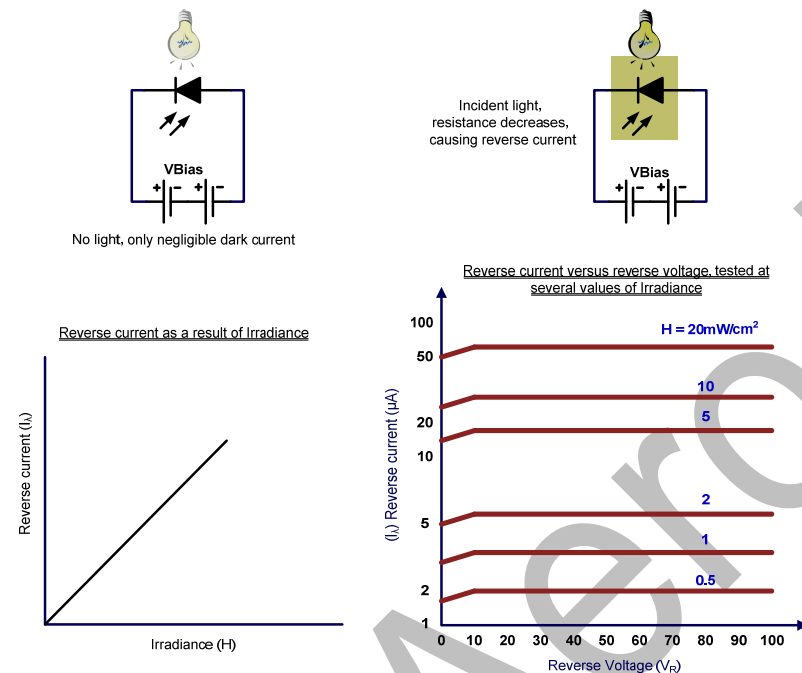 VBias
+ - + -
No light, only negligible dark current
Incident light,
resistance decreases,
causing reverse current
VBias
+ - + -
Reverse current as a result of Irradiance
Reverse current (Iλ)
Irradiance (H)
Reverse current versus reverse voltage, tested at
several values of Irradiance
(Iλ) Reverse current (µA)
100
50
20
10
5
2
1
H = 20mW/cm²
10
5
2
1
0.5
0 10 20 30 40 50 60 70 80 90 100
Reverse Voltage (VR)